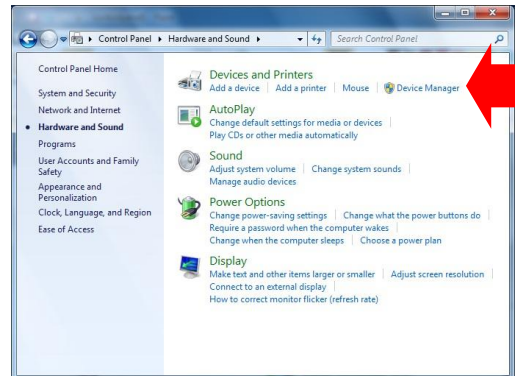 Control Panel ▸ Hardware and Sound ▸
Search Control Panel
Control Panel Home
System and Security
Network and Internet
Hardware and Sound
Programs
User Accounts and Family
Safety
Appearance and
Personalization
Clock, Language, and Region
Ease of Access
Devices and Printers
Add a device | Add a printer | Mouse | Device Manager
AutoPlay
Change default settings for media or devices |
Play CDs or other media automatically
Sound
Adjust system volume | Change system sounds |
Manage audio devices
Power Options
Change power-saving settings | Change what the power buttons do |
Require a password when the computer wakes |
Change when the computer sleeps | Choose a power plan
Display
Make text and other items larger or smaller | Adjust screen resolution |
Connect to an external display |
How to correct monitor flicker (refresh rate)